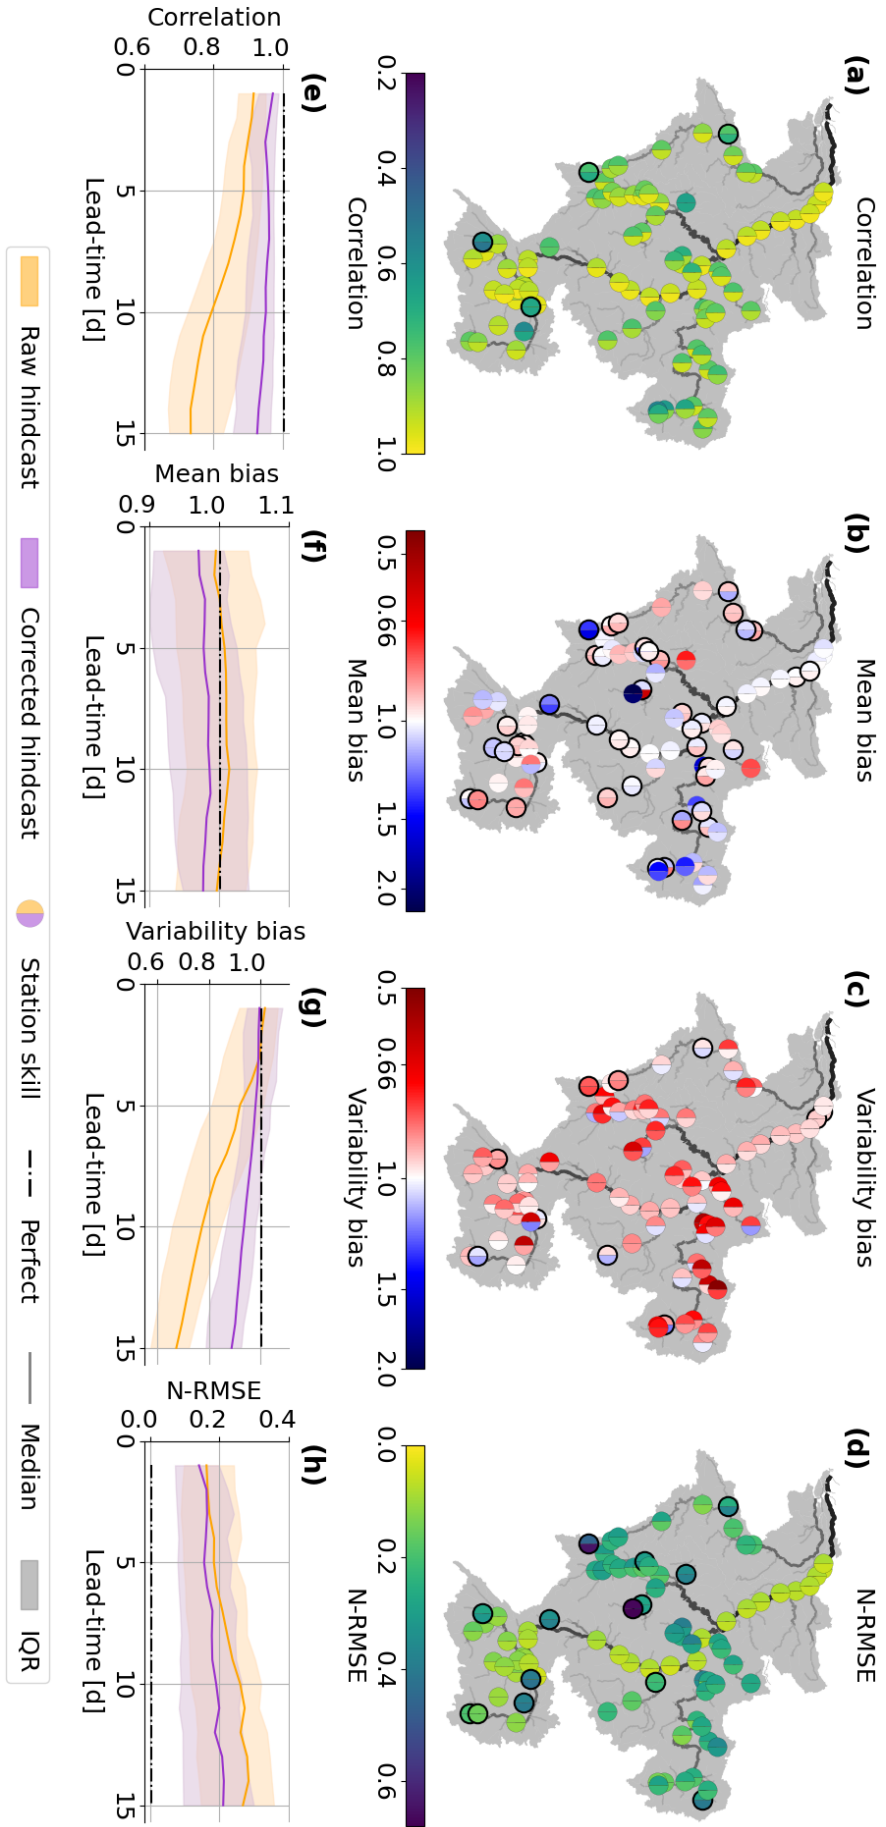 (a) Correlation
0.2 0.4 0.6 0.8 1.0
Correlation
(b) Mean bias
0.5 0.66 1.0 1.5 2.0
Mean bias
(c) Variability bias
0.5 0.66 1.0 1.5 2.0
Variability bias
(d) N-RMSE
0.0 0.2 0.4 0.6
N-RMSE
(e)
Correlation
0.6 0.8 1.0
0 5 10 15
Lead-time [d]
(f)
Mean bias
0.9 1.0 1.1
0 5 10 15
Lead-time [d]
(g)
Variability bias
0.6 0.8 1.0
0 5 10 15
Lead-time [d]
(h)
N-RMSE
0.0 0.2 0.4
0 5 10 15
Lead-time [d]
Raw hindcast Corrected hindcast Station skill Perfect Median IQR